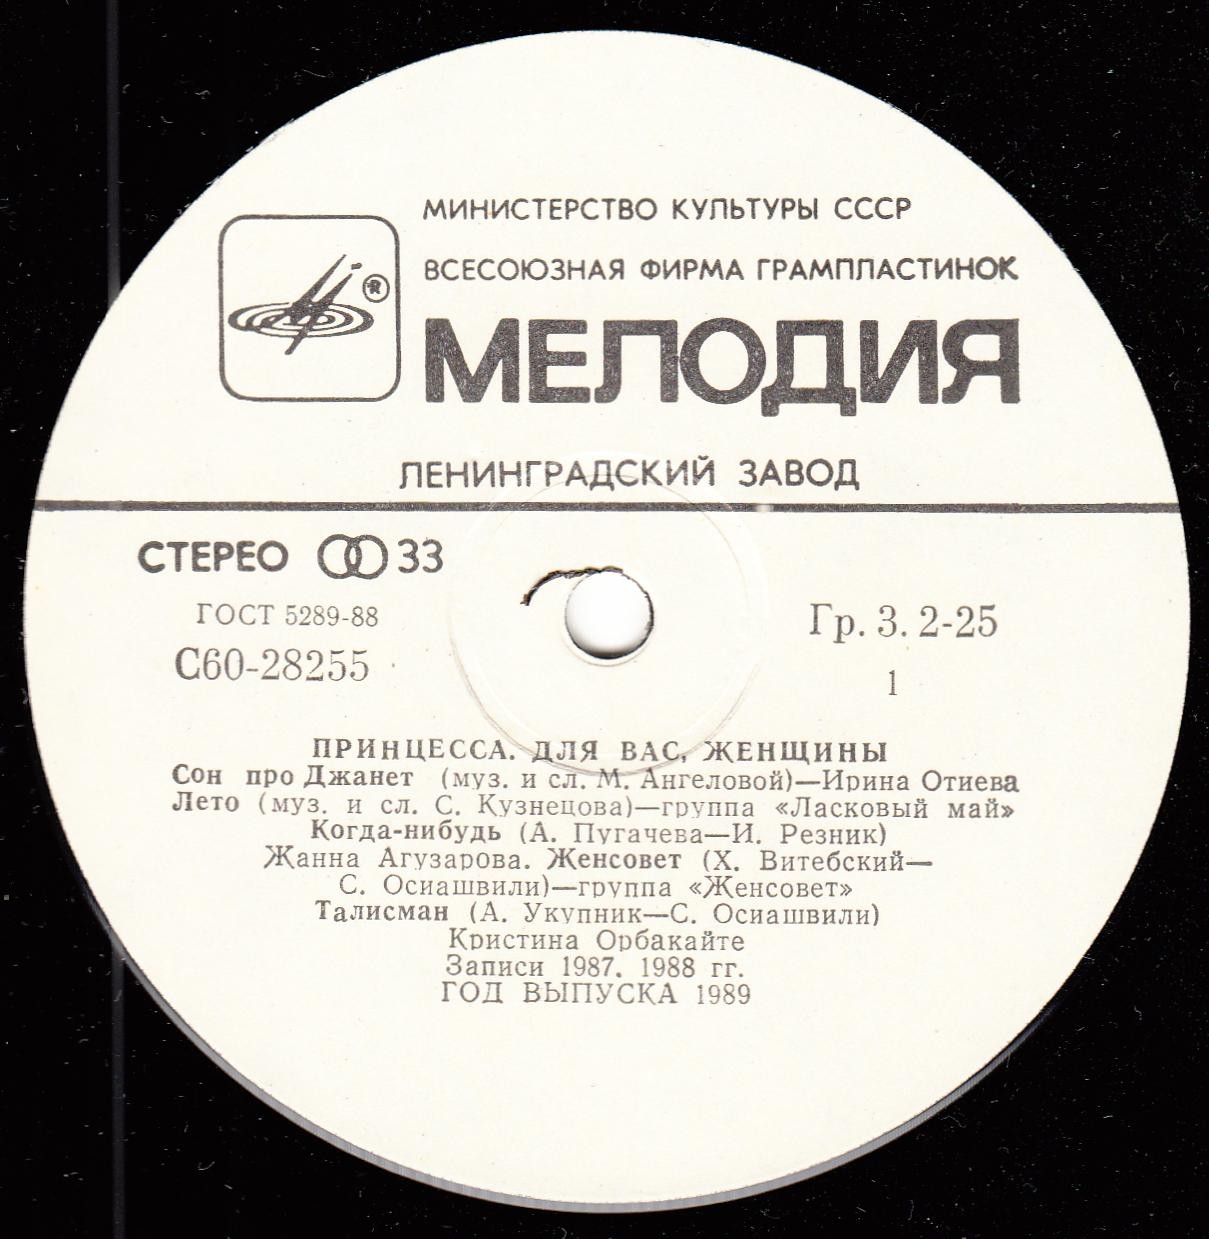 МИНИСТЕРСТВО КУЛЬТУРЫ СССР
ВСЕСОЮЗНАЯ ФИРМА ГРАМПЛАСТИНОК
®
МЕЛОДИЯ
ЛЕНИНГРАДСКИЙ ЗАВОД
СТЕРЕО 33
ГОСТ 5289-88
С60-28255
Гр. 3. 2-25
1
ПРИНЦЕССА. ДЛЯ ВАС, ЖЕНЩИНЫ
Сон про Джанет (муз. и сл. М. Ангеловой)—Ирина Отиева
Лето (муз. и сл. С. Кузнецова)—группа «Ласковый май»
Когда-нибудь (А. Пугачева—И. Резник)
Жанна Агузарова. Женсовет (Х. Витебский—
С. Осиашвили)—группа «Женсовет»
Талисман (А. Укупник—С. Осиашвили)
Кристина Орбакайте
Записи 1987, 1988 гг.
ГОД ВЫПУСКА 1989